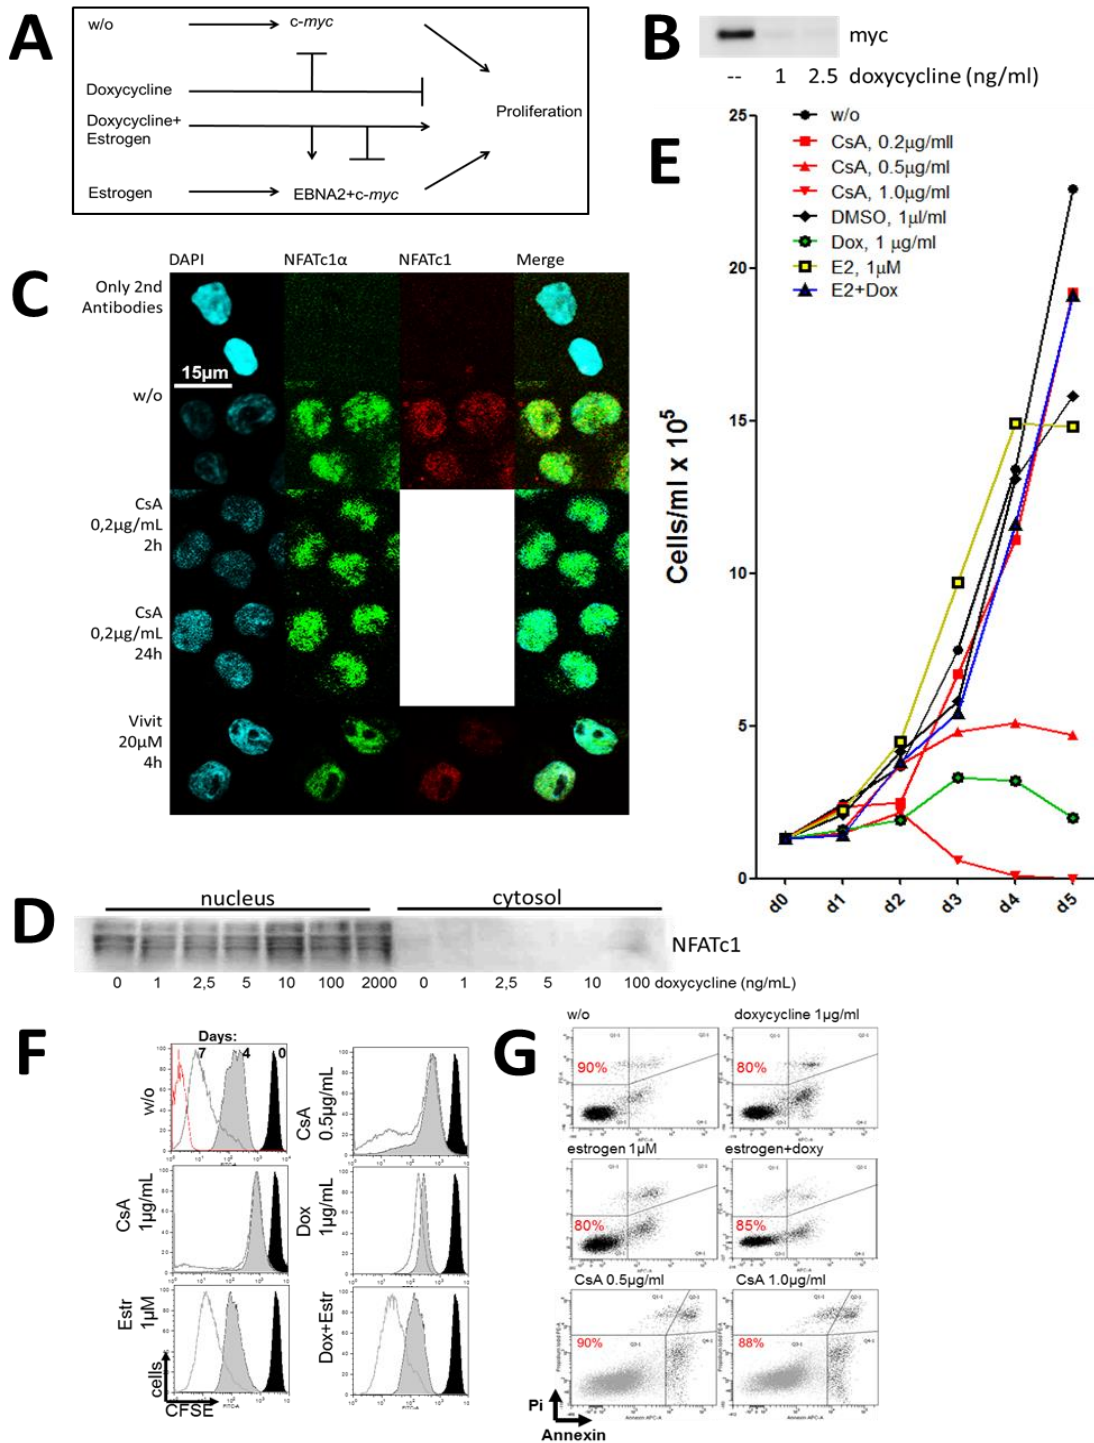 A
w/o
c-myc
Doxycycline
Doxycycline+
Estrogen
Proliferation
Estrogen
EBNA2+c-myc
B
myc
-- 1 2.5 doxycycline (ng/ml)
C
DAPI NFATc1α NFATc1 Merge
Only 2nd
Antibodies
15µm
w/o
CsA
0,2µg/mL
2h
CsA
0,2µg/mL
24h
Vivit
20µM
4h
D
nucleus cytosol
NFATc1
0 1 2,5 5 10 100 2000 0 1 2,5 5 10 100 doxycycline (ng/mL)
E
w/o
CsA, 0.2µg/mll
CsA, 0.5µg/ml
CsA, 1.0µg/ml
DMSO, 1µl/ml
Dox, 1 µg/ml
E2, 1µM
E2+Dox
25
20
15
10
5
0
Cells/ml x 10⁵
d0 d1 d2 d3 d4 d5
F
Days:
7 4 0
w/o
CsA
0.5µg/mL
CsA
1µg/mL
Dox
1µg/mL
Estr
1µM
Dox+Estr
cells
CFSE
G
w/o doxycycline 1µg/ml
90% 80%
estrogen 1µM estrogen+doxy
80% 85%
CsA 0.5µg/ml CsA 1.0µg/ml
90% 88%
Pi
Annexin